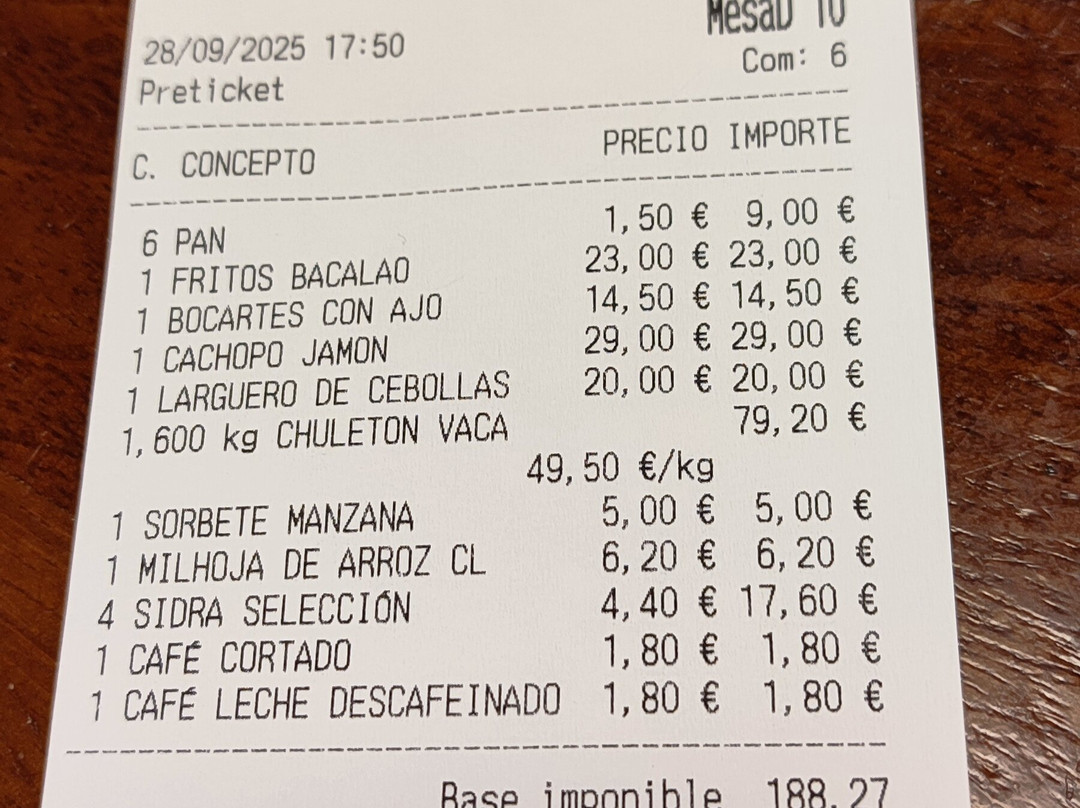 28/09/2025 17:50
Com: 6
Preticket
C. CONCEPTO PRECIO IMPORTE
6 PAN 1,50 € 9,00 €
1 FRITOS BACALAO 23,00 € 23,00 €
1 BOCARTES CON AJO 14,50 € 14,50 €
1 CACHOPO JAMON 29,00 € 29,00 €
1 LARGUERO DE CEBOLLAS 20,00 € 20,00 €
1,600 kg CHULETON VACA 79,20 €
49,50 €/kg
1 SORBETE MANZANA 5,00 € 5,00 €
1 MILHOJA DE ARROZ CL 6,20 € 6,20 €
4 SIDRA SELECCIÓN 4,40 € 17,60 €
1 CAFÉ CORTADO 1,80 € 1,80 €
1 CAFÉ LECHE DESCAFEINADO 1,80 € 1,80 €
Base imponible 188,27